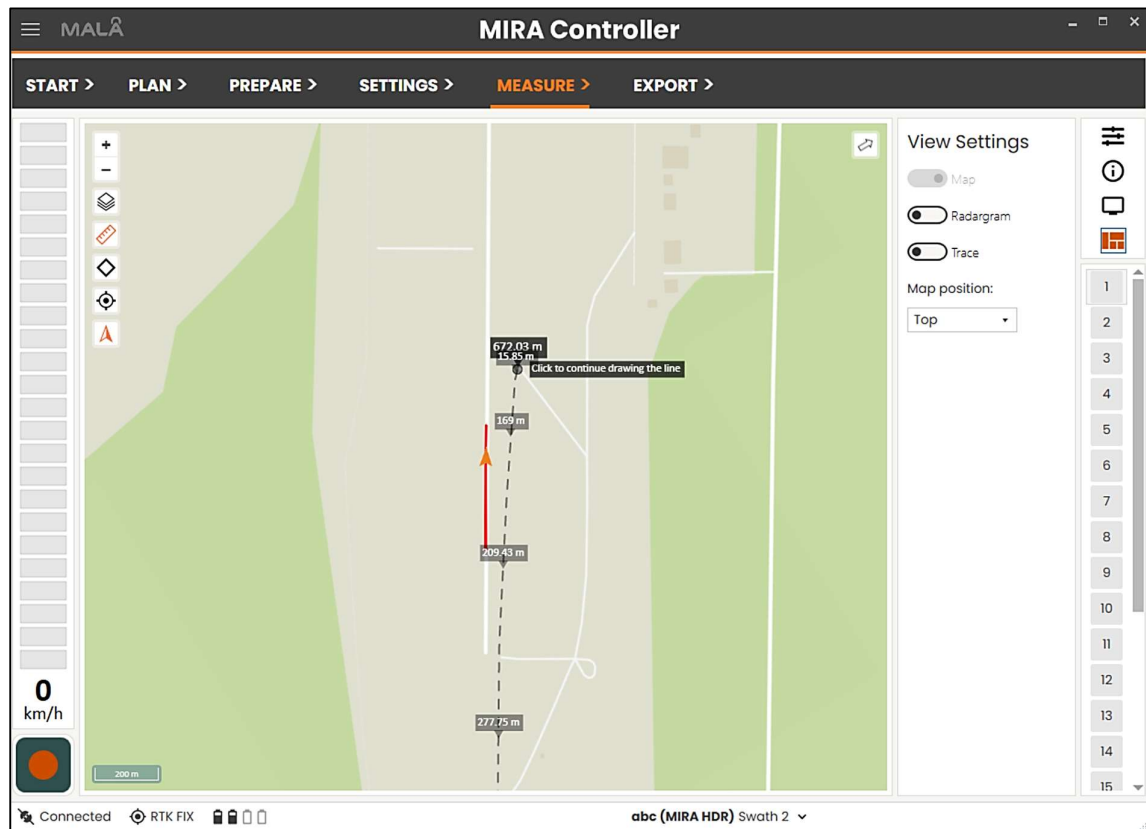 MALÅ
MIRA Controller
START >
PLAN >
PREPARE >
SETTINGS >
MEASURE >
EXPORT >
+
−
672.03 m
15.85 m
Click to continue drawing the line
169 m
209.43 m
277.75 m
200 m
0
km/h
View Settings
Map
Radargram
Trace
Map position:
Top
1
2
3
4
5
6
7
8
9
10
11
12
13
14
15
Connected
RTK FIX
abc (MIRA HDR) Swath 2